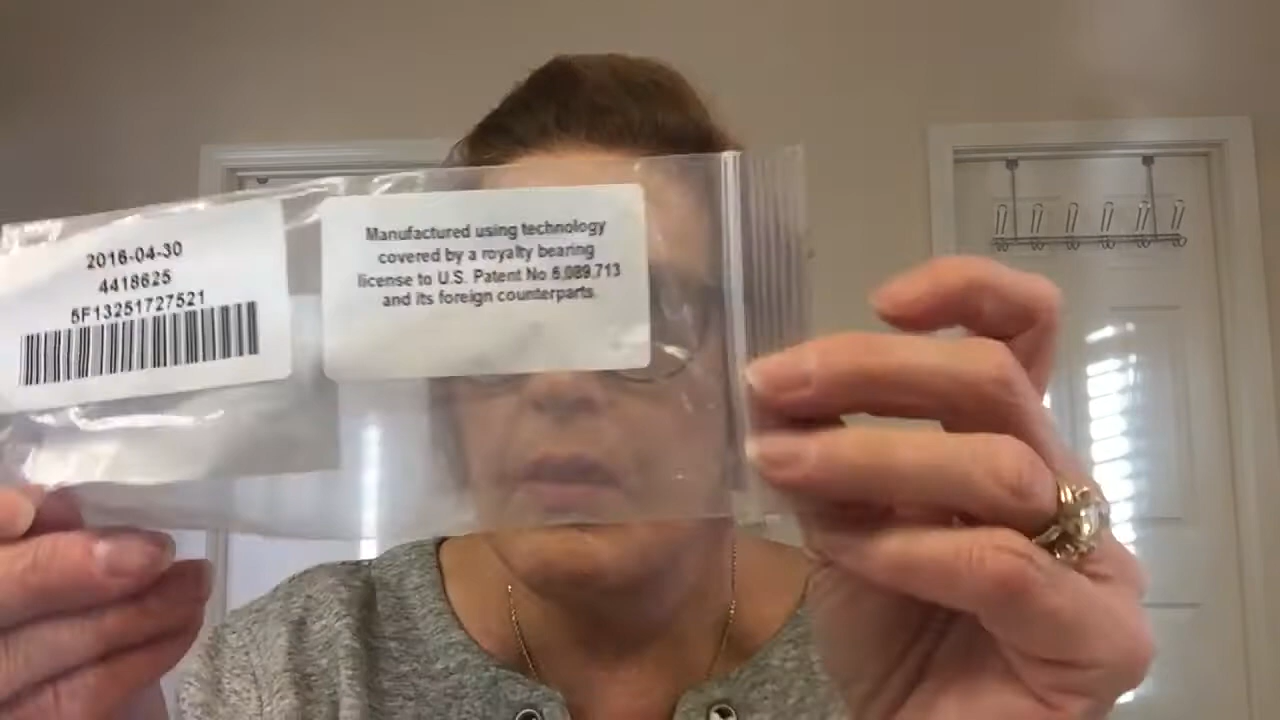 2016-04-30
4418625
5F13251727521
Manufactured using technology
covered by a royalty bearing
license to U.S. Patent No 6,089,713
and its foreign counterparts.